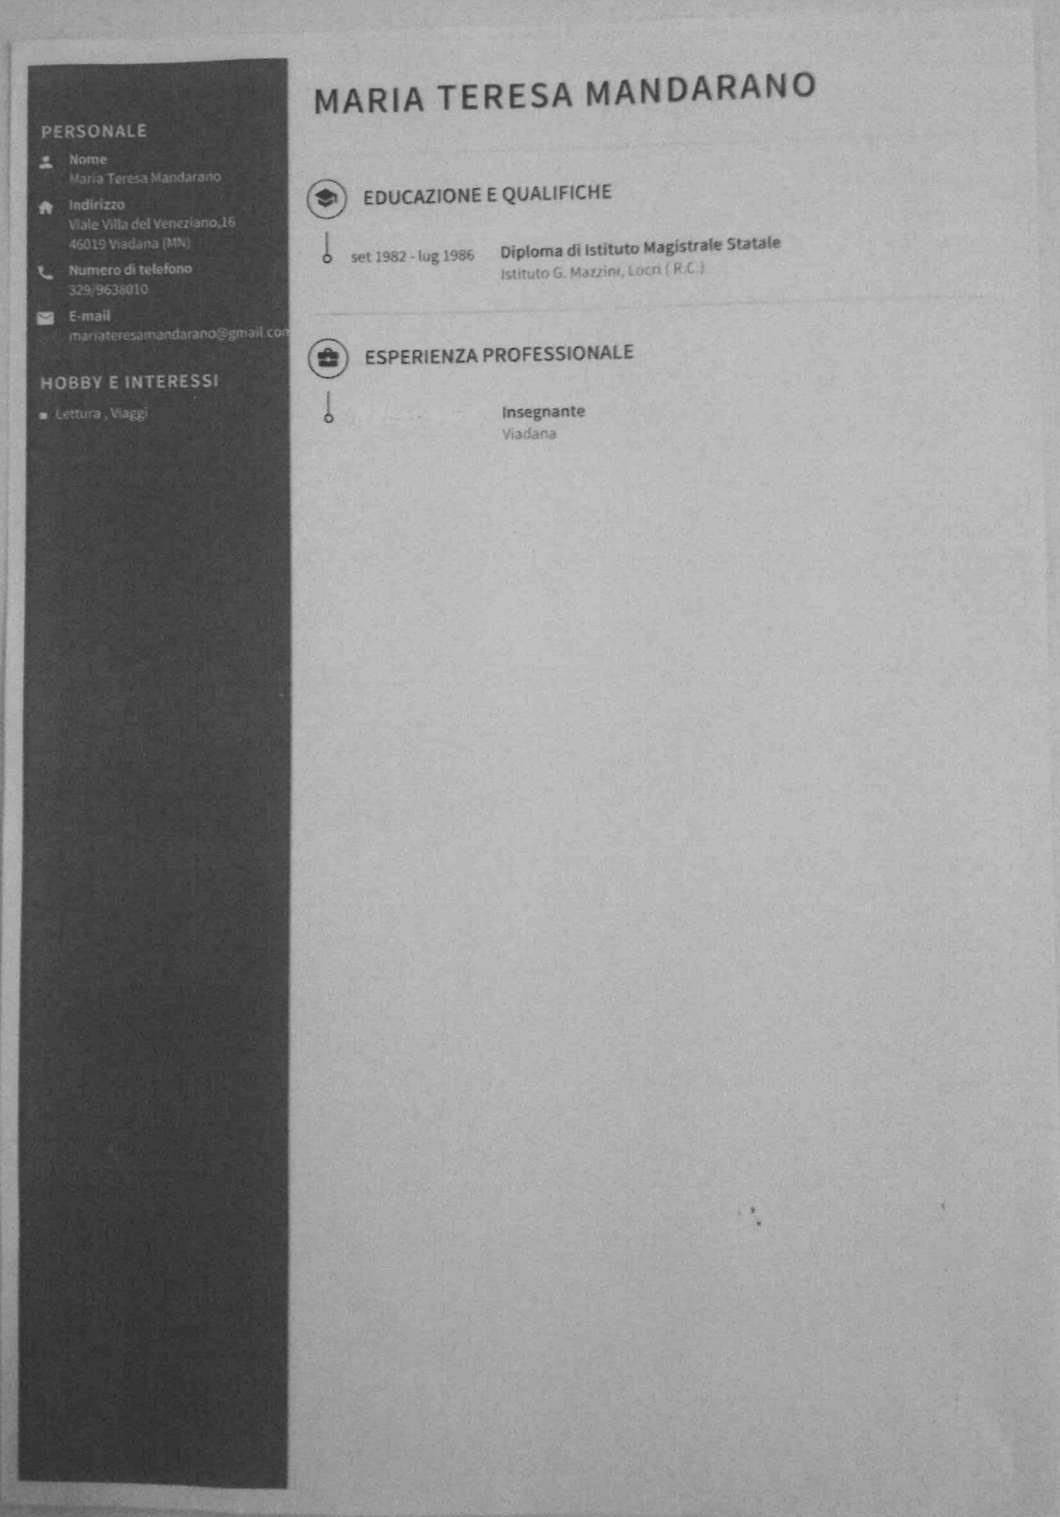 MARIA TERESA MANDARANO
PERSONALE
Nome
Maria Teresa Mandarano
Indirizzo
Viale Villa del Veneziano,16
46019 Viadana (MN)
Numero di telefono
329/9638010
E-mail
mariateresamandarano@gmail.com
HOBBY E INTERESSI
Lettura , Viaggi
EDUCAZIONE E QUALIFICHE
set 1982 - lug 1986
Diploma di Istituto Magistrale Statale
Istituto G. Mazzini, Locri ( R.C.)
ESPERIENZA PROFESSIONALE
Insegnante
Viadana